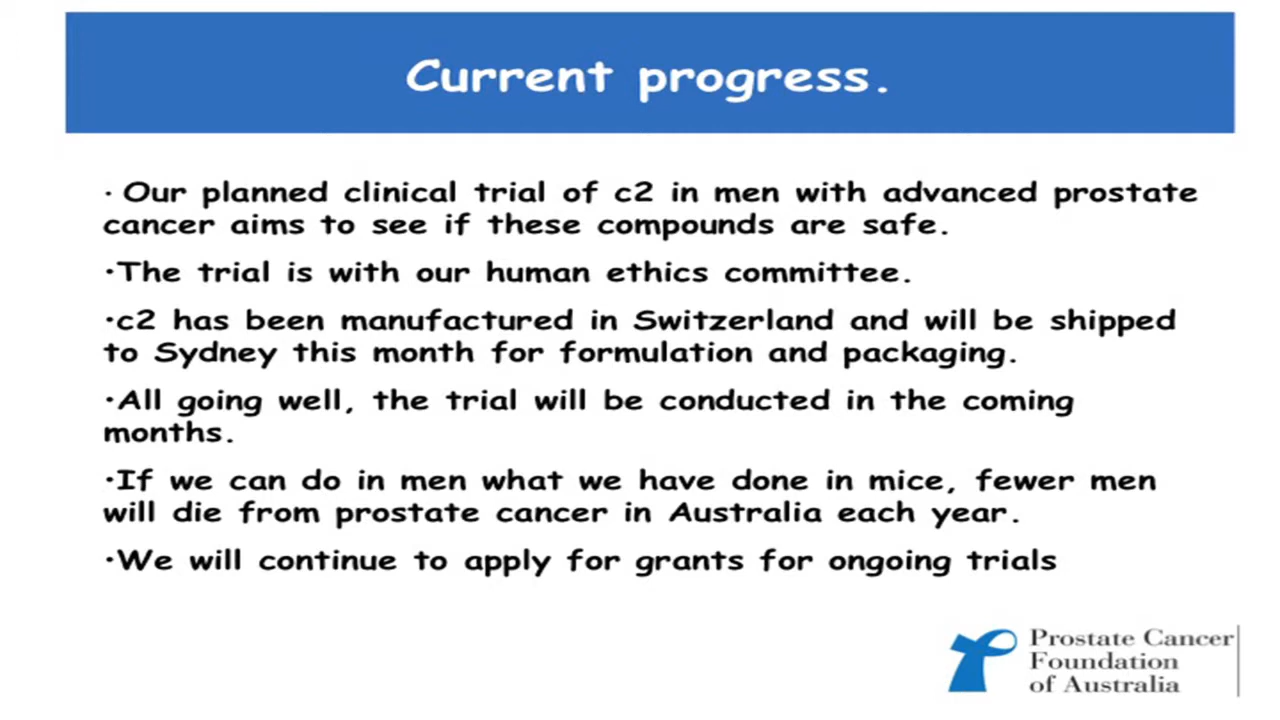 Current progress.
· Our planned clinical trial of c2 in men with advanced prostate
cancer aims to see if these compounds are safe.
•The trial is with our human ethics committee.
•c2 has been manufactured in Switzerland and will be shipped
to Sydney this month for formulation and packaging.
•All going well, the trial will be conducted in the coming
months.
•If we can do in men what we have done in mice, fewer men
will die from prostate cancer in Australia each year.
•We will continue to apply for grants for ongoing trials
Prostate Cancer
Foundation
of Australia